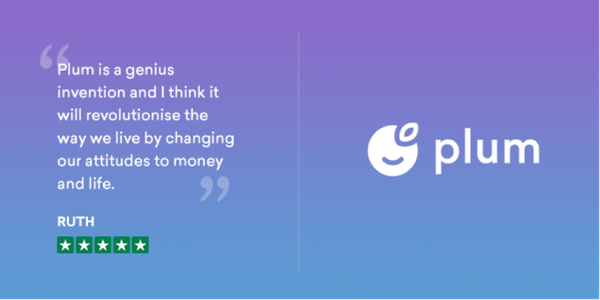 “Plum is a genius
invention and I think it
will revolutionise the
way we live by changing
our attitudes to money
and life.”
RUTH
plum